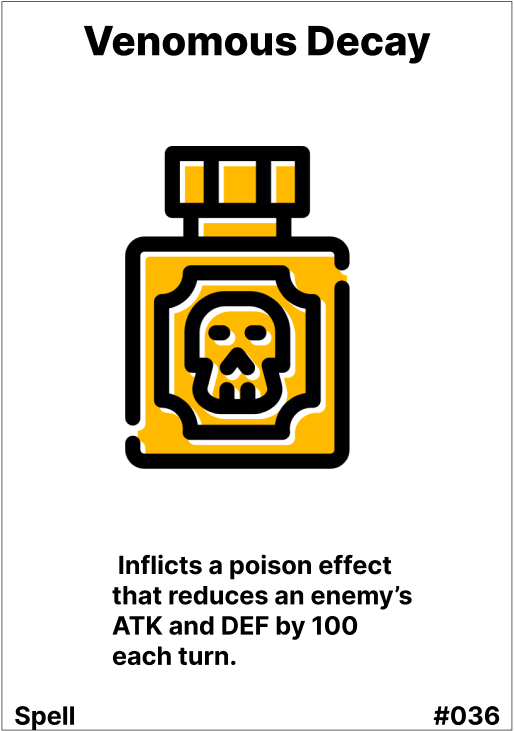 Venomous Decay
Inflicts a poison effect
that reduces an enemy’s
ATK and DEF by 100
each turn.
Spell
#036